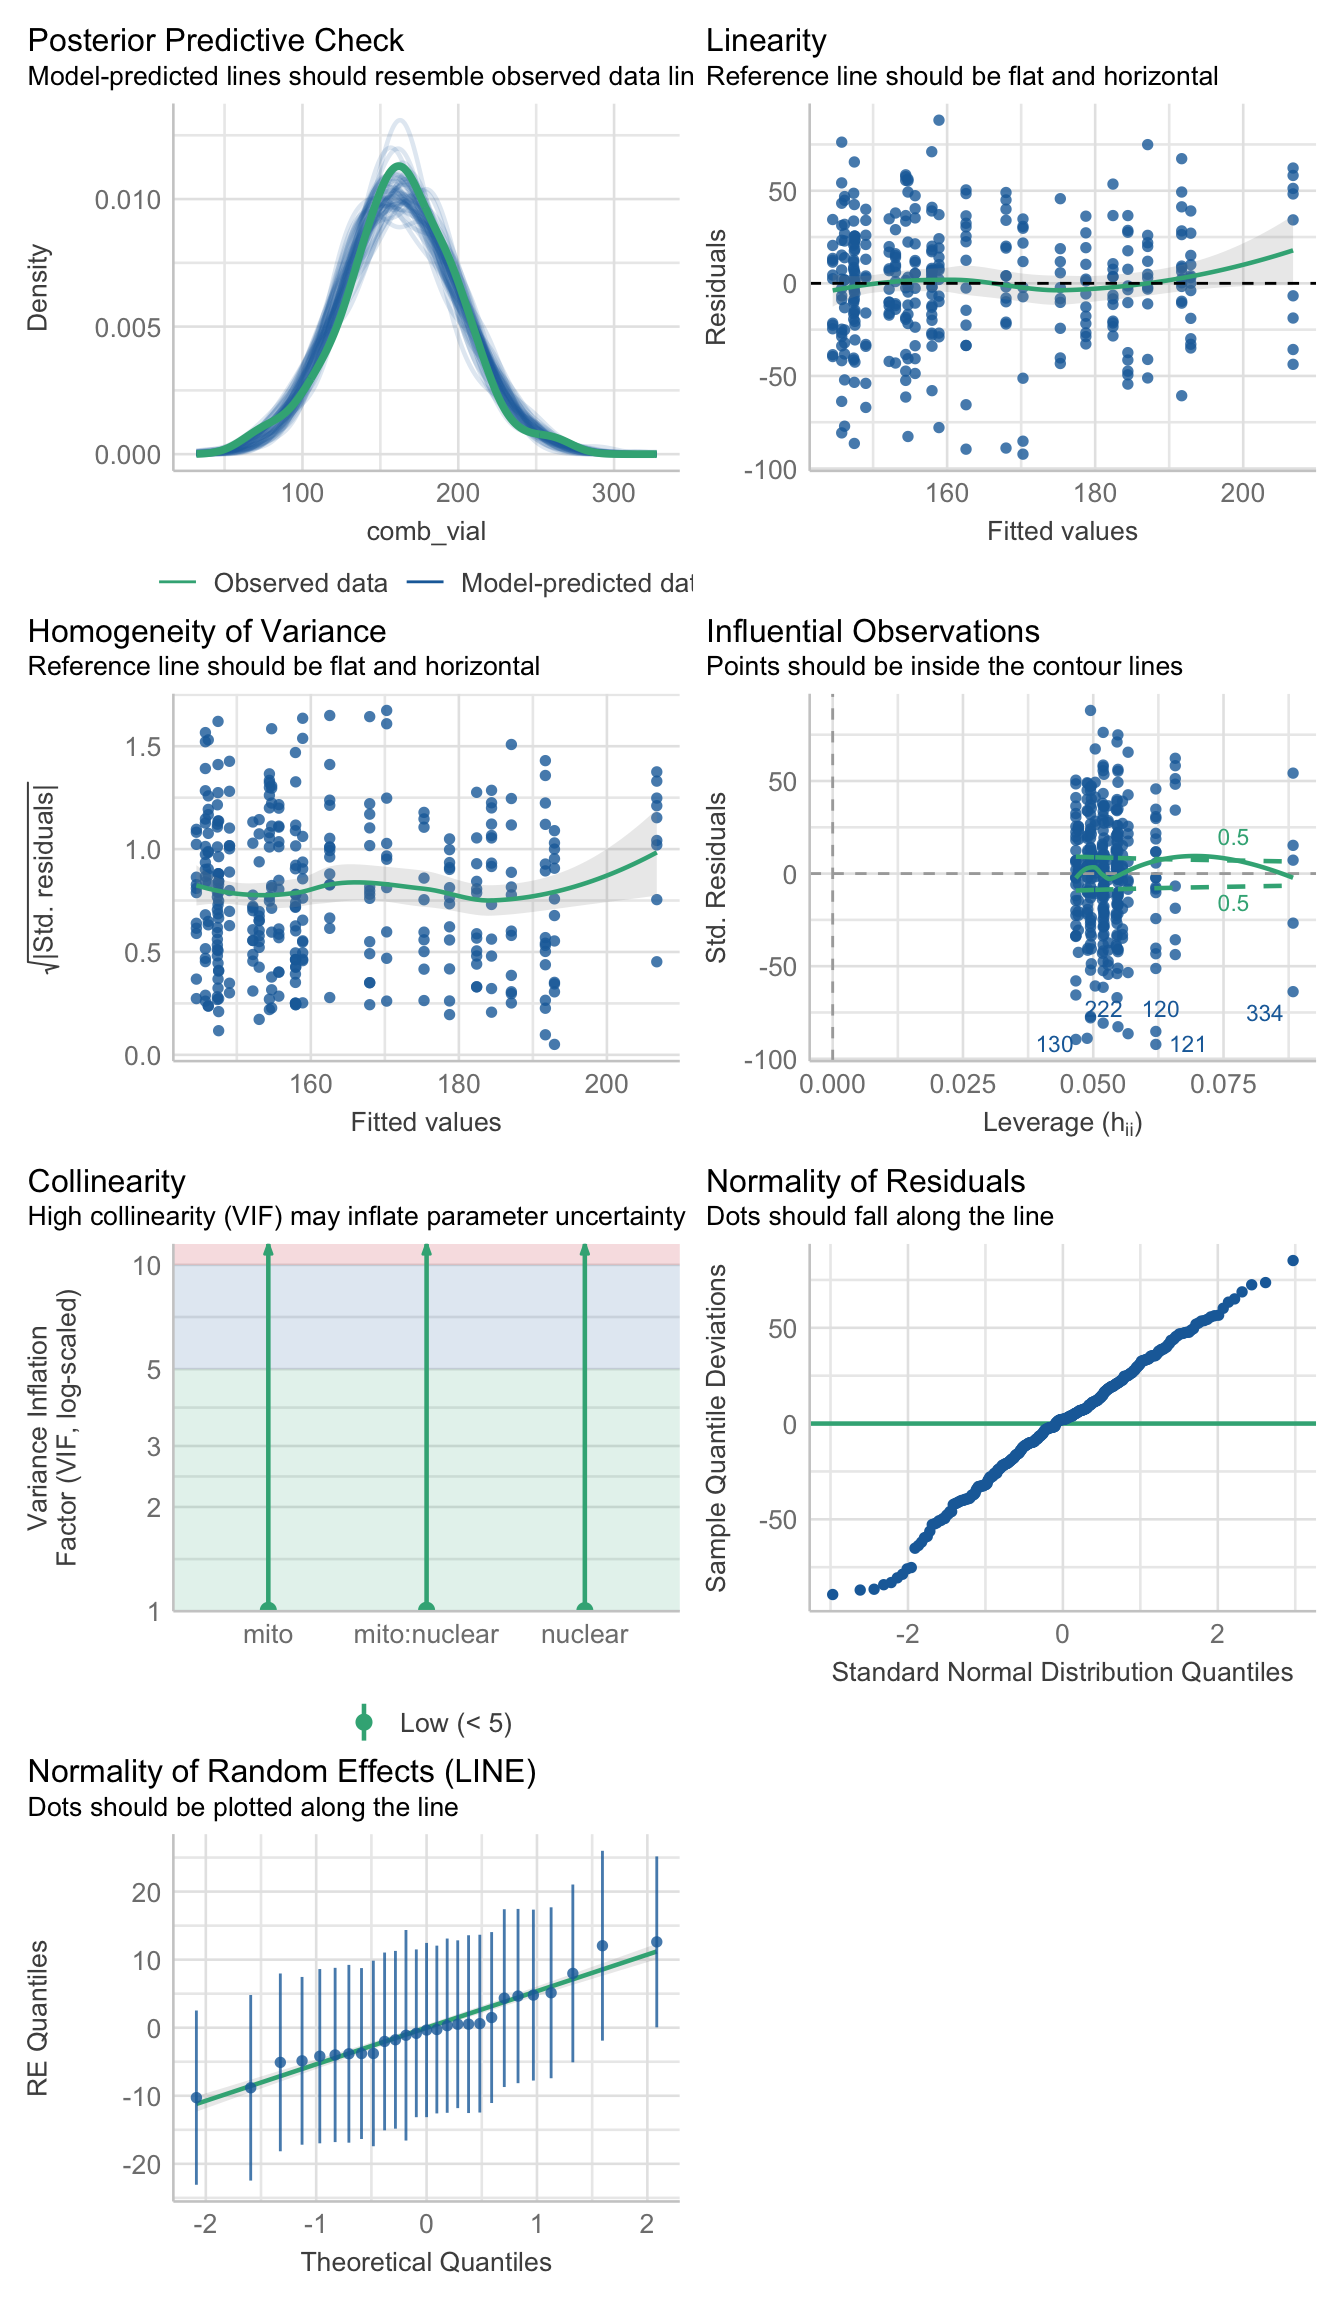 Posterior Predictive Check
Model-predicted lines should resemble observed data lin
0.010
0.005
0.000
Density
100 200 300
comb_vial
Observed data Model-predicted dat
Linearity
Reference line should be flat and horizontal
50
0
-50
-100
Residuals
160 180 200
Fitted values
Homogeneity of Variance
Reference line should be flat and horizontal
1.5
1.0
0.5
0.0
√|Std. residuals|
160 180 200
Fitted values
Influential Observations
Points should be inside the contour lines
50
0
-50
-100
Std. Residuals
0.5
0.5
222 120 334
130 121
0.000 0.025 0.050 0.075
Leverage (hii)
Collinearity
High collinearity (VIF) may inflate parameter uncertainty
10
5
3
2
1
Variance Inflation
Factor (VIF, log-scaled)
mito mito:nuclear nuclear
Low (< 5)
Normality of Residuals
Dots should fall along the line
50
0
-50
Sample Quantile Deviations
-2 0 2
Standard Normal Distribution Quantiles
Normality of Random Effects (LINE)
Dots should be plotted along the line
20
10
0
-10
-20
RE Quantiles
-2 -1 0 1 2
Theoretical Quantiles